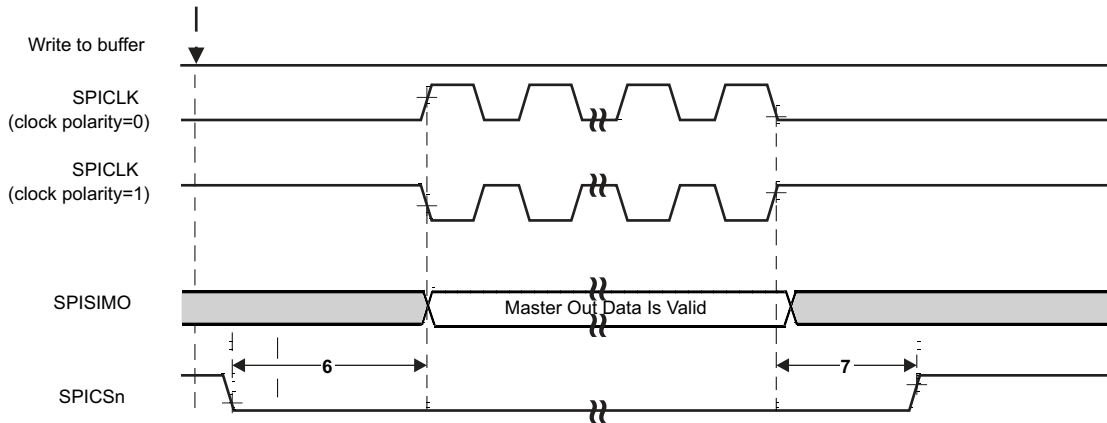 Write to buffer
SPICLK
(clock polarity=0)
SPICLK
(clock polarity=1)
SPISIMO
Master Out Data Is Valid
6
7
SPICSn